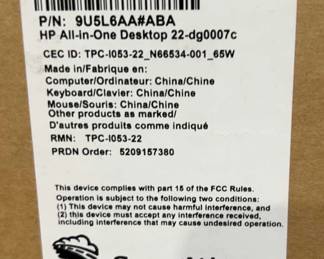 P/N: 9U5L6AA#ABA
HP All-in-One Desktop 22-dg0007c
CEC ID: TPC-I053-22_N66534-001_65W
Made in/Fabrique en:
Computer/Ordinateur: China/Chine
Keyboard/Clavier: China/Chine
Mouse/Souris: China/Chine
Other products as marked/
D'autres produits comme indiqué
RMN: TPC-I053-22
PRDN Order: 5209157380
This device complies with part 15 of the FCC Rules.
Operation is subject to the following two conditions:
(1) This device may not cause harmful interference, and
(2) this device must accept any interference received,
including interference that may cause undesired operation.